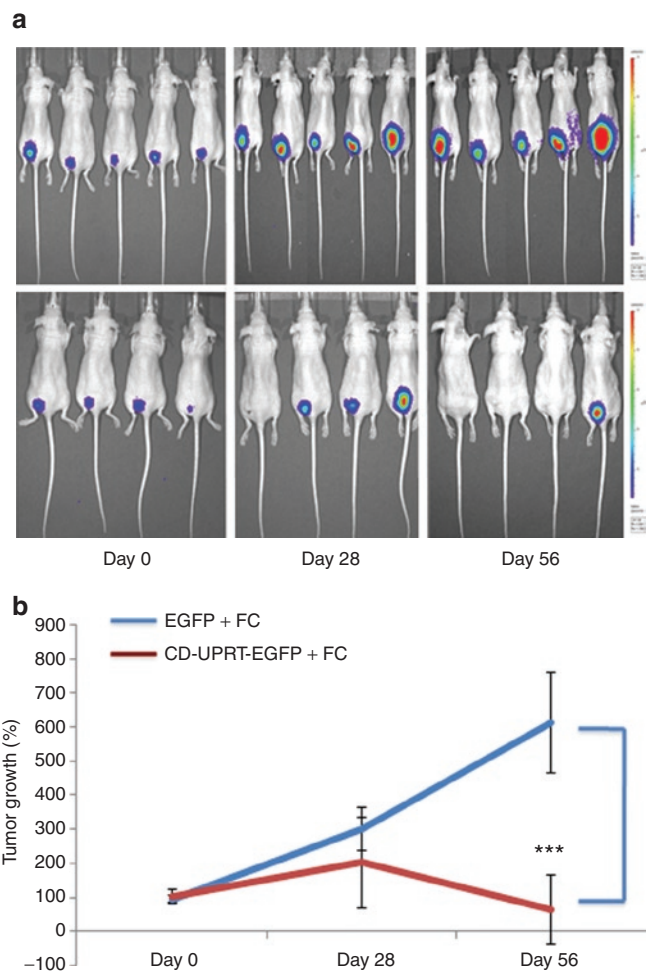 a
Day 0 Day 28 Day 56
b
900
800
700
600
500
400
300
200
100
0
−100
Tumor growth (%)
EGFP + FC
CD-UPRT-EGFP + FC
***
Day 0 Day 28 Day 56